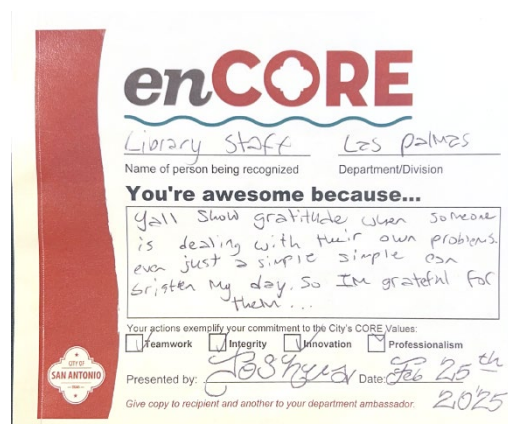 enCORE
Library Staff Las Palmas
Name of person being recognized Department/Division
You're awesome because...
Yall Show gratitude when someone
is dealing with their own problems.
even just a simple simple can
bristen My day. So IM grateful for
them...
Your actions exemplify your commitment to the City's CORE Values:
Teamwork Integrity Innovation Professionalism
Presented by: Joshua Date: Feb 25th
2025
CITY OF
SAN ANTONIO
Give copy to recipient and another to your department ambassador.